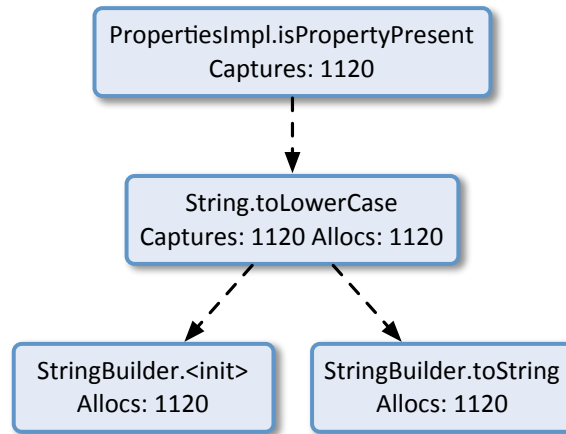 PropertiesImpl.isPropertyPresent
Captures: 1120
String.toLowerCase
Captures: 1120 Allocs: 1120
StringBuilder.<init>
Allocs: 1120
StringBuilder.toString
Allocs: 1120